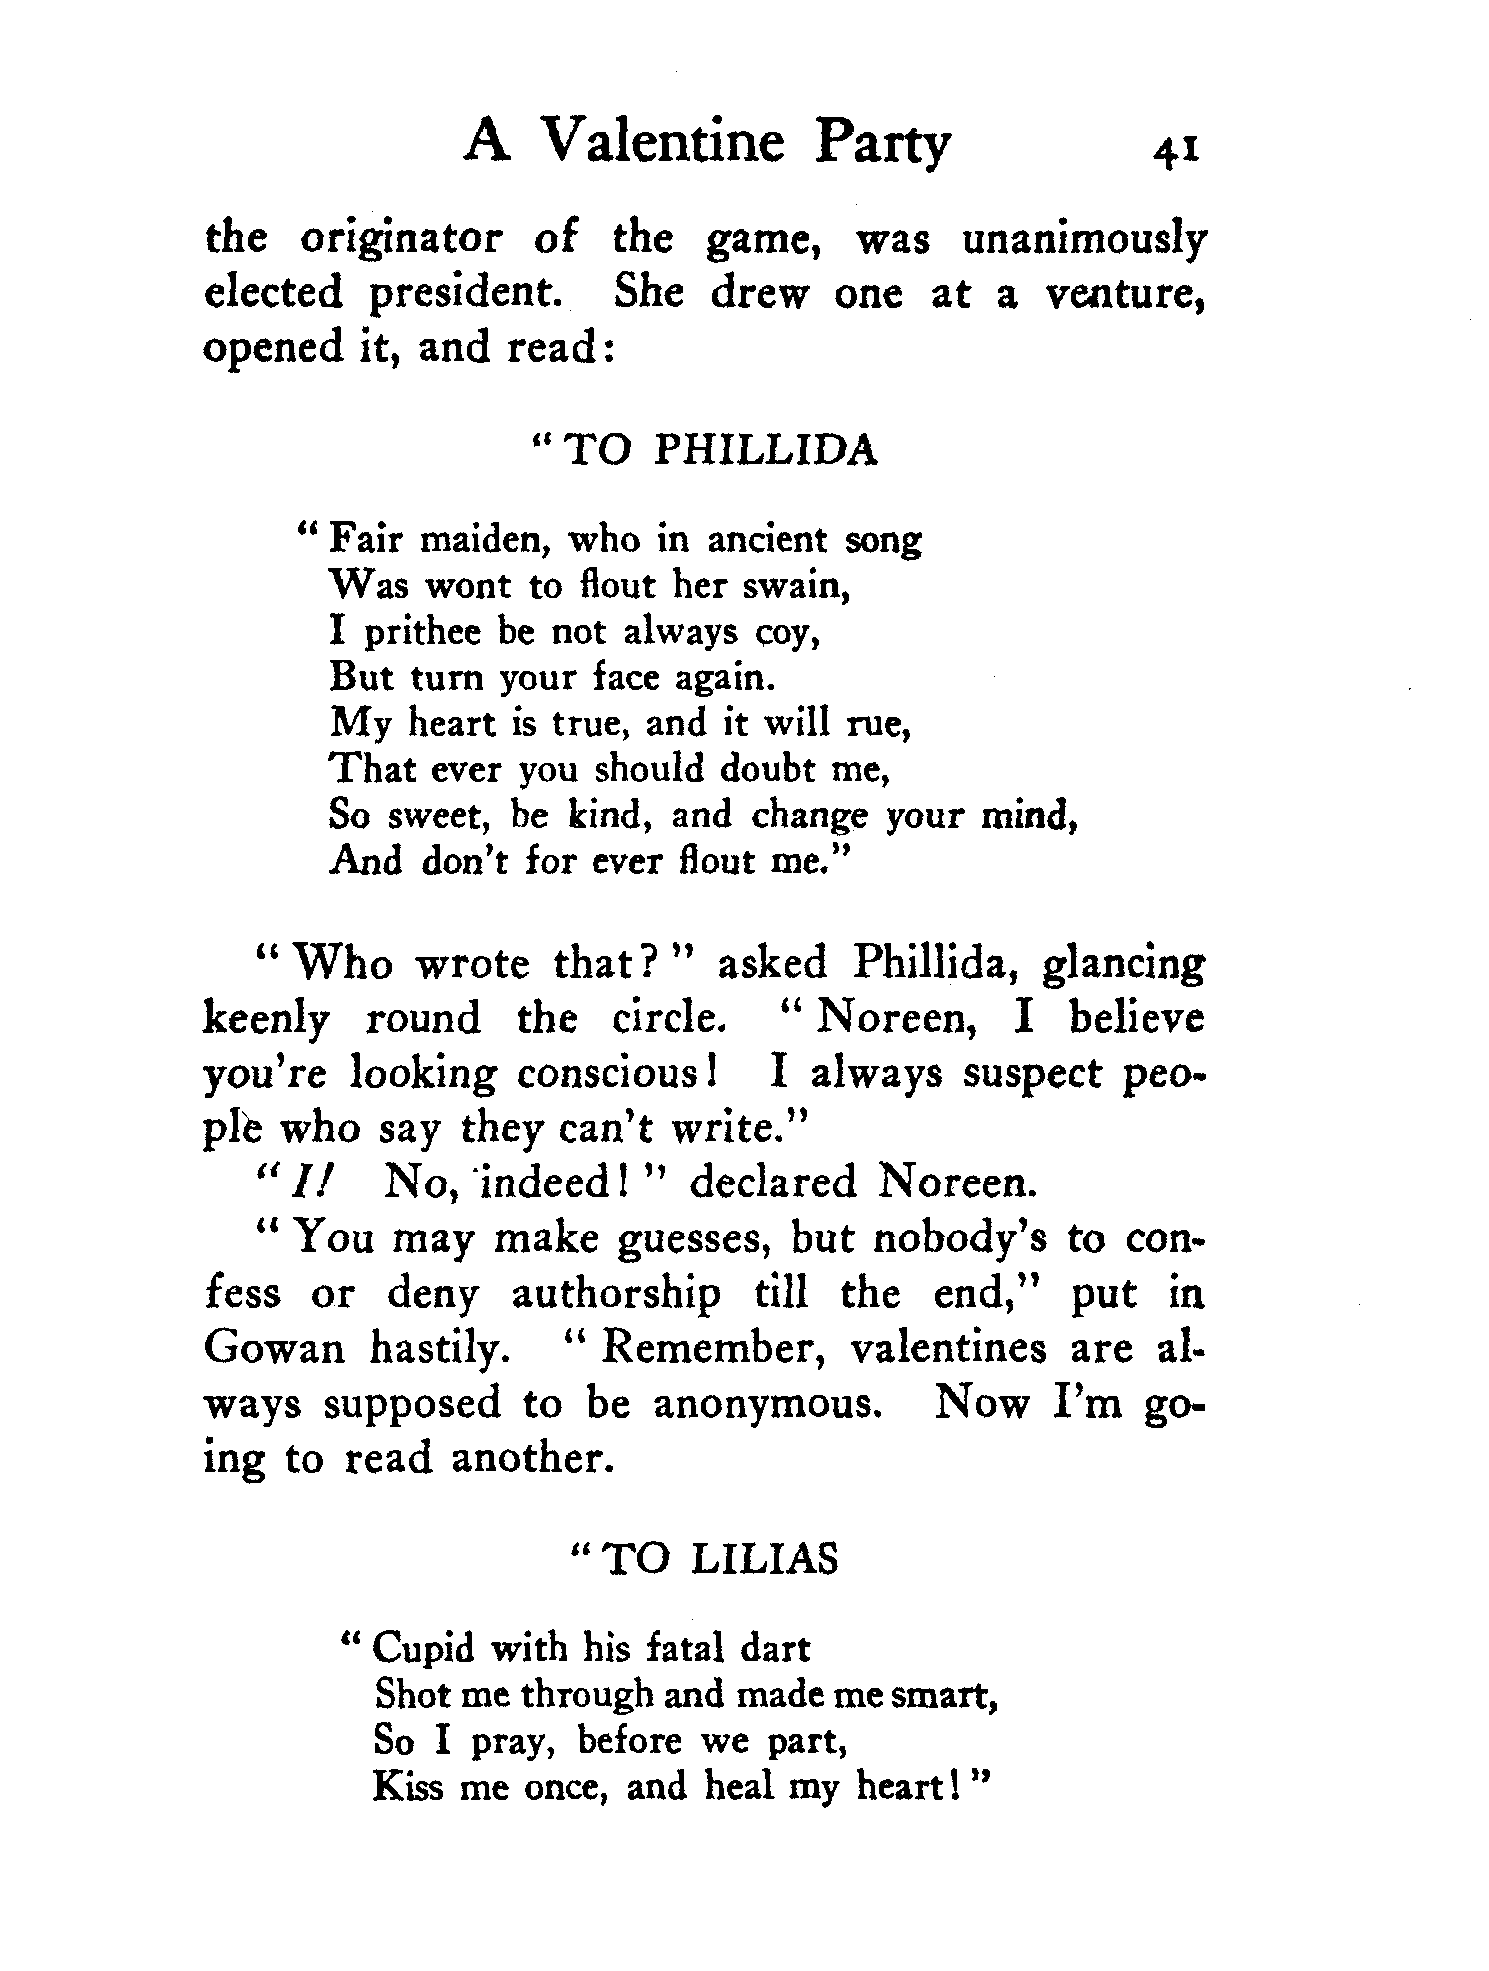 A Valentine Party 41
the originator of the game, was unanimously
elected president. She drew one at a venture,
opened it, and read:
“TO PHILLIDA
“Fair maiden, who in ancient song
Was wont to flout her swain,
I prithee be not always coy,
But turn your face again.
My heart is true, and it will rue,
That ever you should doubt me,
So sweet, be kind, and change your mind,
And don't for ever flout me.”
“Who wrote that?” asked Phillida, glancing
keenly round the circle. “Noreen, I believe
you're looking conscious! I always suspect peo-
ple who say they can't write.”
“I! No, indeed!” declared Noreen.
“You may make guesses, but nobody's to con-
fess or deny authorship till the end,” put in
Gowan hastily. “Remember, valentines are al-
ways supposed to be anonymous. Now I'm go-
ing to read another.
“TO LILIAS
“Cupid with his fatal dart
Shot me through and made me smart,
So I pray, before we part,
Kiss me once, and heal my heart!”